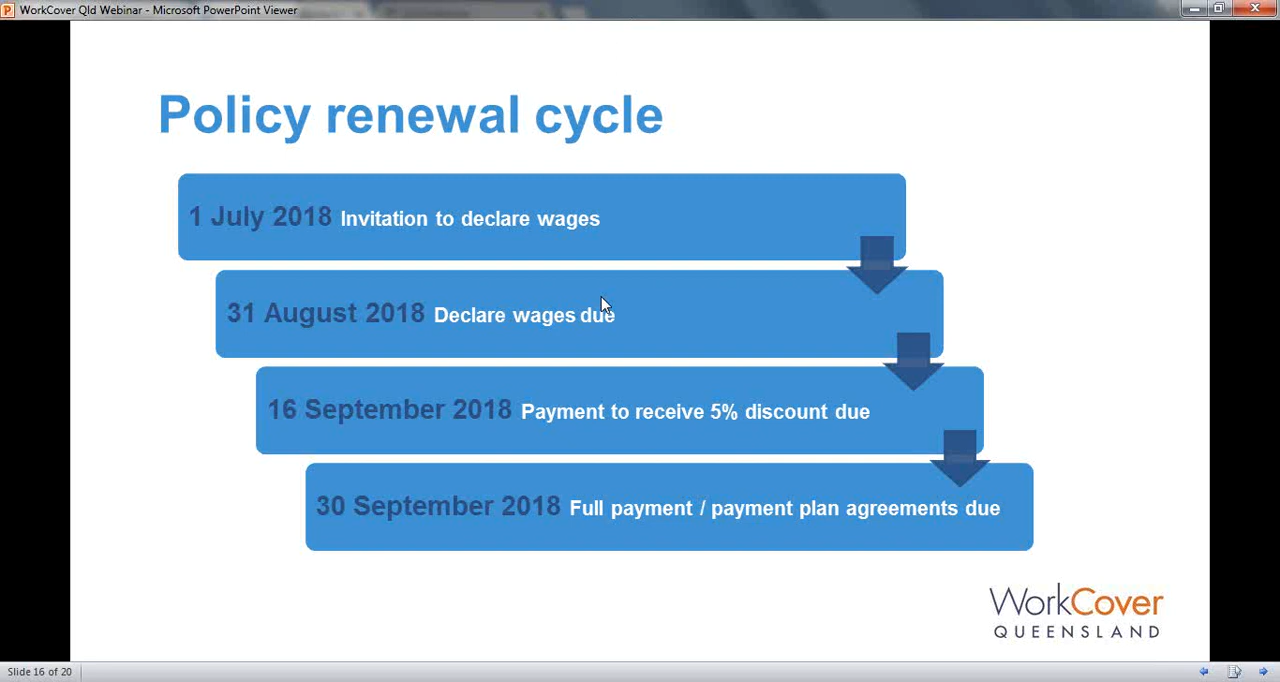 WorkCover Qld Webinar - Microsoft PowerPoint Viewer
Policy renewal cycle
1 July 2018 Invitation to declare wages
31 August 2018 Declare wages due
16 September 2018 Payment to receive 5% discount due
30 September 2018 Full payment / payment plan agreements due
WorkCover
QUEENSLAND
Slide 16 of 20